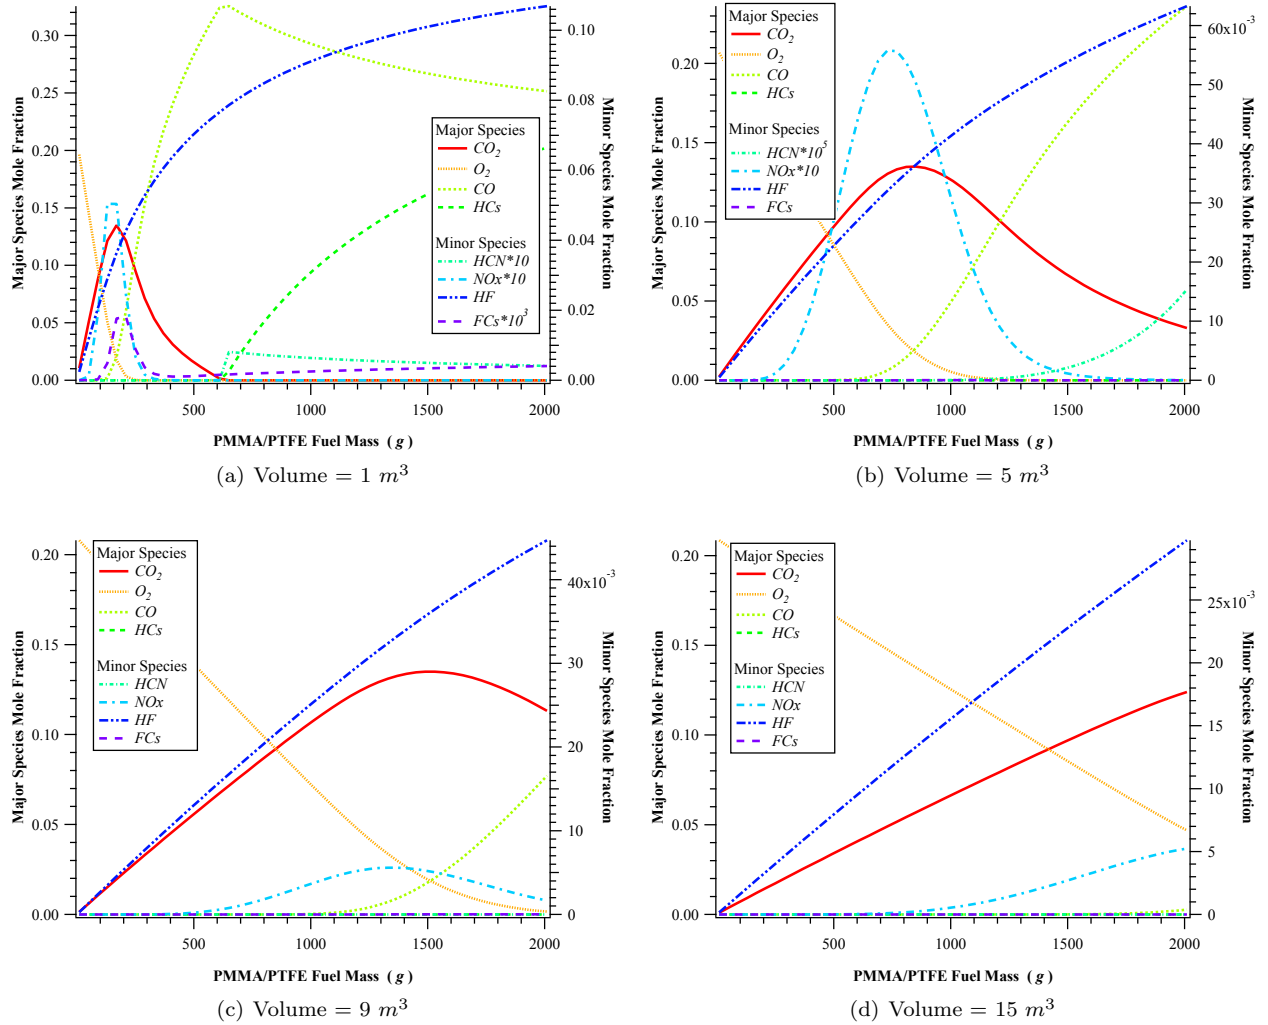 0.30
0.25
0.20
0.15
0.10
0.05
0.00
Major Species Mole Fraction
Major Species
CO2
O2
CO
HCs
Minor Species
HCN*10
NOx*10
HF
FCs*10^3
0.10
0.08
0.06
0.04
0.02
0.00
Minor Species Mole Fraction
500 1000 1500 2000
PMMA/PTFE Fuel Mass (g)
(a) Volume = 1 m^3
0.20
0.15
0.10
0.05
0.00
Major Species Mole Fraction
Major Species
CO2
O2
CO
HCs
Minor Species
HCN*10^5
NOx*10
HF
FCs
60x10^-3
50
40
30
20
10
0
Minor Species Mole Fraction
500 1000 1500 2000
PMMA/PTFE Fuel Mass (g)
(b) Volume = 5 m^3
0.20
0.15
0.10
0.05
0.00
Major Species Mole Fraction
Major Species
CO2
O2
CO
HCs
Minor Species
HCN
NOx
HF
FCs
40x10^-3
30
20
10
0
Minor Species Mole Fraction
500 1000 1500 2000
PMMA/PTFE Fuel Mass (g)
(c) Volume = 9 m^3
0.20
0.15
0.10
0.05
0.00
Major Species Mole Fraction
Major Species
CO2
O2
CO
HCs
Minor Species
HCN
NOx
HF
FCs
25x10^-3
20
15
10
5
0
Minor Species Mole Fraction
500 1000 1500 2000
PMMA/PTFE Fuel Mass (g)
(d) Volume = 15 m^3